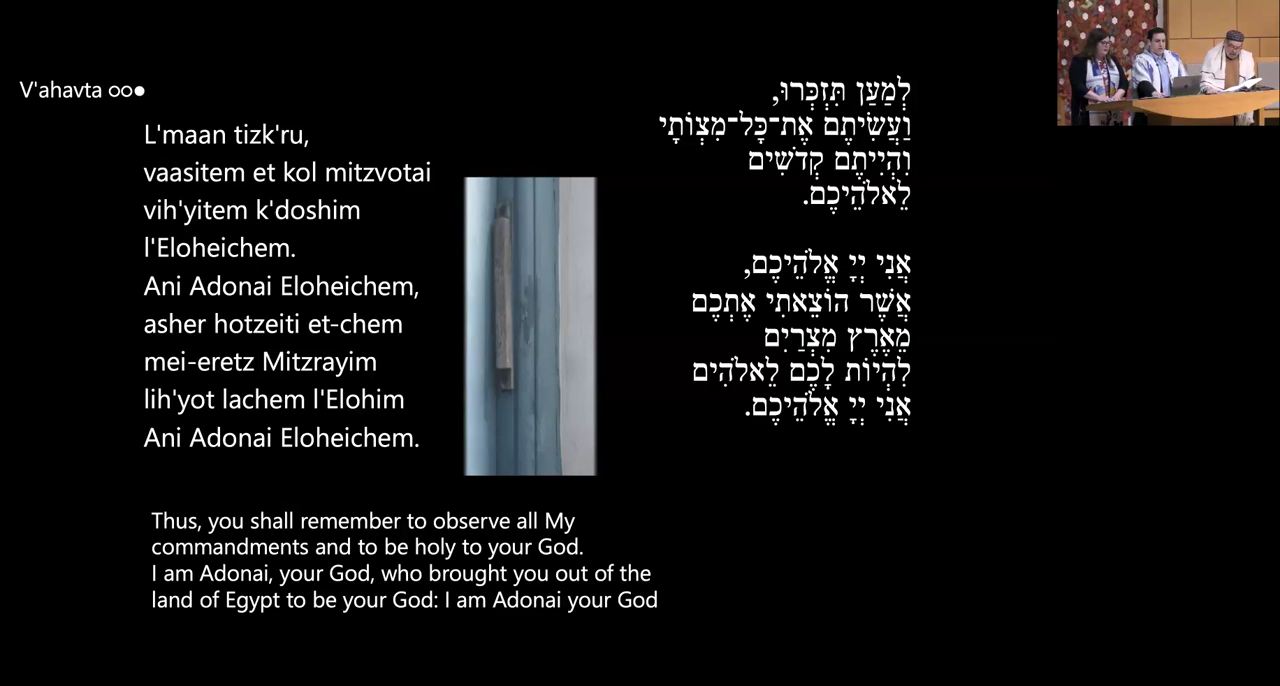 V'ahavta oo●
L'maan tizk'ru,
vaasitem et kol mitzvotai
vih'yitem k'doshim
l'Eloheichem.
Ani Adonai Eloheichem,
asher hotzeiti et-chem
mei-eretz Mitzrayim
lih'yot lachem l'Elohim
Ani Adonai Eloheichem.
לְמַעַן תִּזְכְּרוּ,
וַעֲשִׂיתֶם אֶת־כָּל־מִצְוֹתָי
וִהְיִיתֶם קְדֹשִׁים
לֵאלֹהֵיכֶם.
אֲנִי יְיָ אֱלֹהֵיכֶם,
אֲשֶׁר הוֹצֵאתִי אֶתְכֶם
מֵאֶרֶץ מִצְרַיִם
לִהְיוֹת לָכֶם לֵאלֹהִים
אֲנִי יְיָ אֱלֹהֵיכֶם.
Thus, you shall remember to observe all My
commandments and to be holy to your God.
I am Adonai, your God, who brought you out of the
land of Egypt to be your God: I am Adonai your God